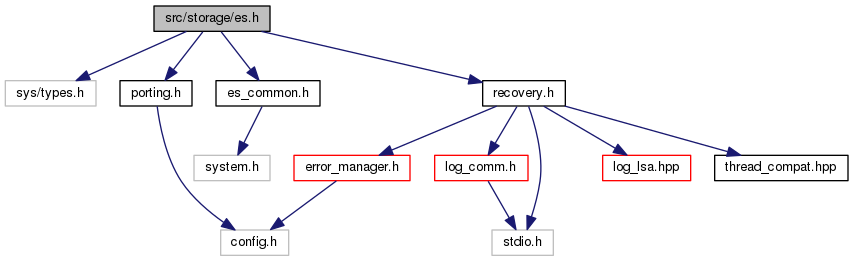 src/storage/es.h
sys/types.h
porting.h
es_common.h
recovery.h
system.h
error_manager.h
log_comm.h
log_lsa.hpp
thread_compat.hpp
config.h
stdio.h